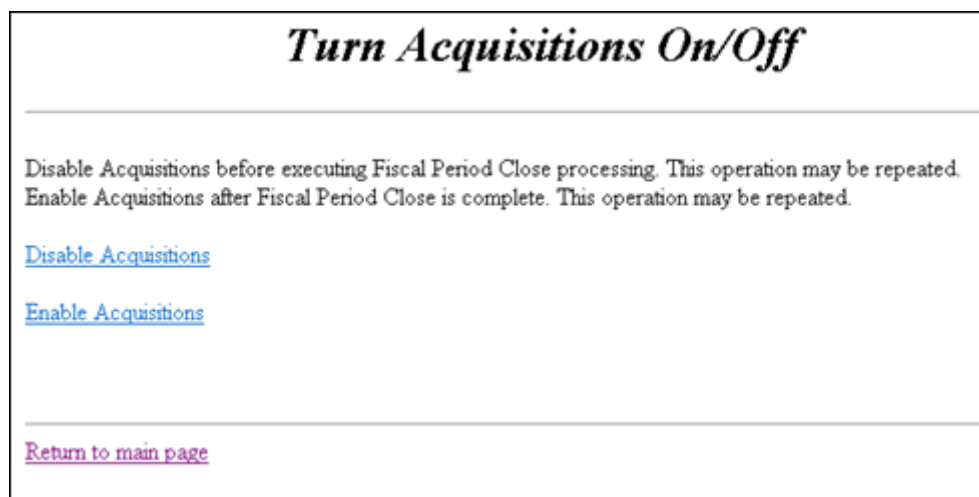 Turn Acquisitions On/Off
Disable Acquisitions before executing Fiscal Period Close processing. This operation may be repeated.
Enable Acquisitions after Fiscal Period Close is complete. This operation may be repeated.
Disable Acquisitions
Enable Acquisitions
Return to main page